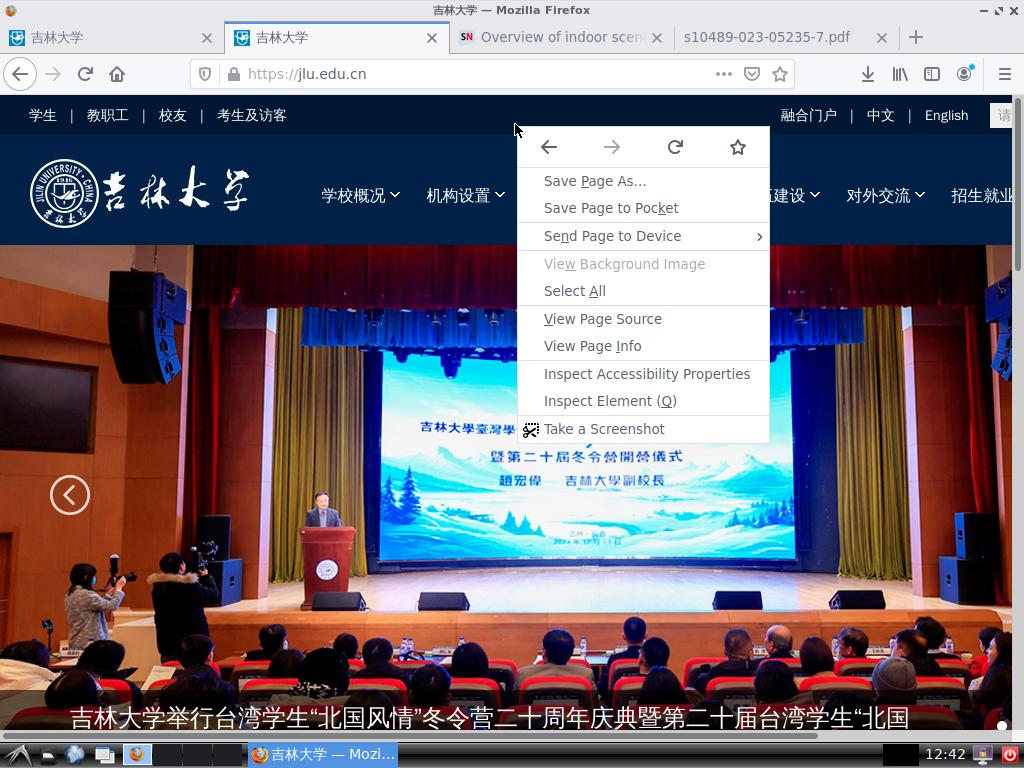 吉林大学 — Mozilla Firefox
吉林大学
吉林大学
SN Overview of indoor scen
s10489-023-05235-7.pdf
https://jlu.edu.cn
学生 | 教职工 | 校友 | 考生及访客
融合门户 | 中文 | English
请
JILIN UNIVERSITY, CHINA
1946
吉林大学
学校概况
机构设置
建设
对外交流
招生就业
Save Page As...
Save Page to Pocket
Send Page to Device
View Background Image
Select All
View Page Source
View Page Info
Inspect Accessibility Properties
Inspect Element (Q)
Take a Screenshot
吉林大學臺灣學
暨第二十屆冬令營開營儀式
趙宏偉 吉林大學副校長
吉林大学举行台湾学生“北国风情”冬令营二十周年庆典暨第二十届台湾学生“北国
吉林大学 — Mozi...
12:42